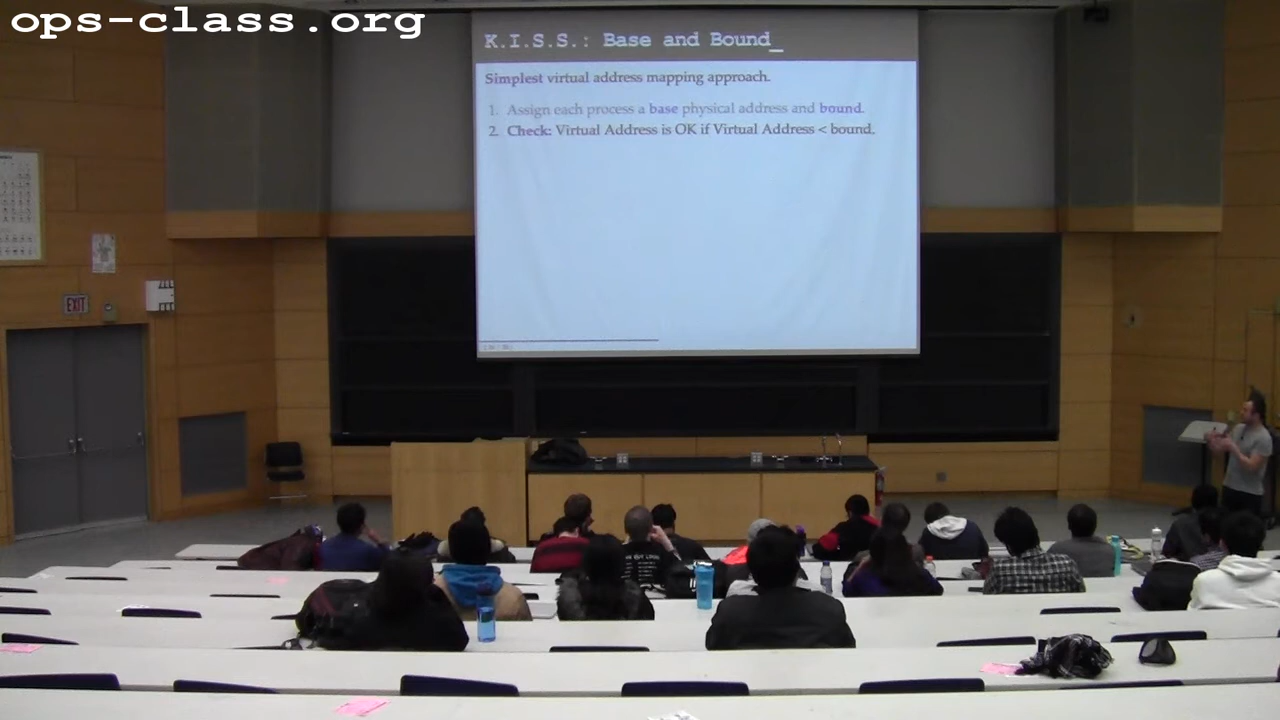 ops-class.org
K.I.S.S.: Base and Bound_
Simplest virtual address mapping approach.
1. Assign each process a base physical address and bound.
2. Check: Virtual Address is OK if Virtual Address < bound.
EXIT